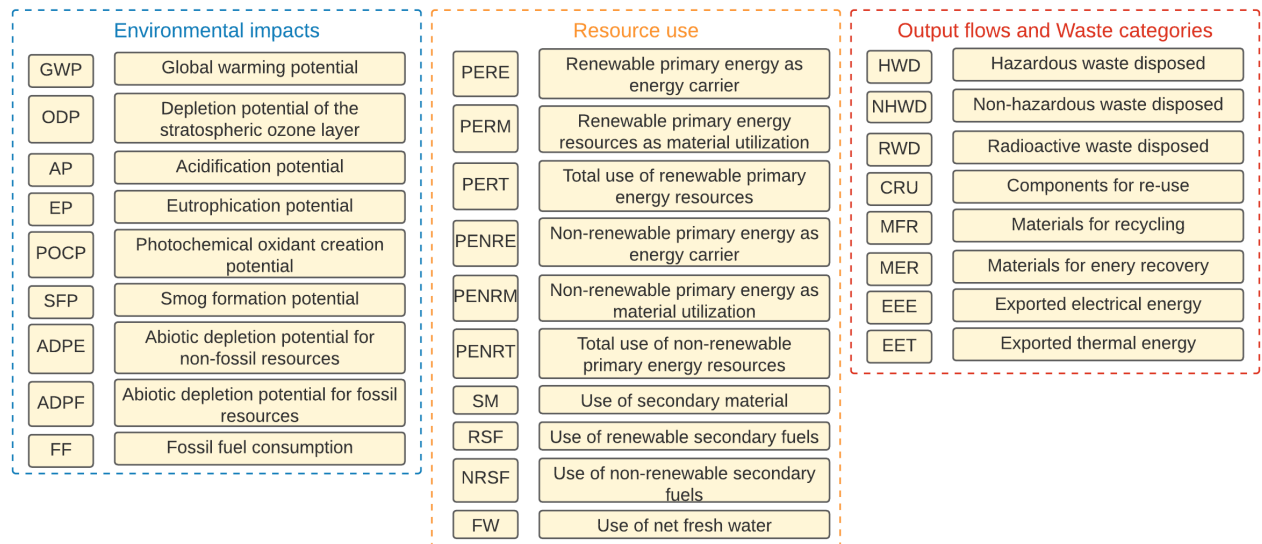 Environmental impacts
GWP
Global warming potential
ODP
Depletion potential of the
stratospheric ozone layer
AP
Acidification potential
EP
Eutrophication potential
POCP
Photochemical oxidant creation
potential
SFP
Smog formation potential
ADPE
Abiotic depletion potential for
non-fossil resources
ADPF
Abiotic depletion potential for fossil
resources
FF
Fossil fuel consumption
Resource use
PERE
Renewable primary energy as
energy carrier
PERM
Renewable primary energy
resources as material utilization
PERT
Total use of renewable primary
energy resources
PENRE
Non-renewable primary energy as
energy carrier
PENRM
Non-renewable primary energy as
material utilization
PENRT
Total use of non-renewable
primary energy resources
SM
Use of secondary material
RSF
Use of renewable secondary fuels
NRSF
Use of non-renewable secondary
fuels
FW
Use of net fresh water
Output flows and Waste categories
HWD
Hazardous waste disposed
NHWD
Non-hazardous waste disposed
RWD
Radioactive waste disposed
CRU
Components for re-use
MFR
Materials for recycling
MER
Materials for enery recovery
EEE
Exported electrical energy
EET
Exported thermal energy